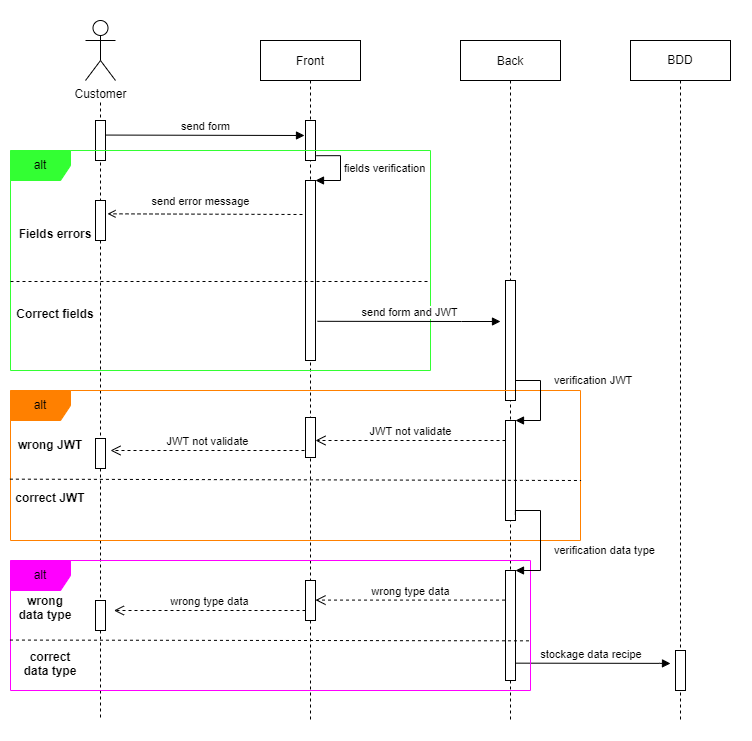 Front
Back
BDD
Customer
send form
alt
fields verification
send error message
Fields errors
Correct fields
send form and JWT
verification JWT
alt
JWT not validate
JWT not validate
wrong JWT
correct JWT
verification data type
alt
wrong type data
wrong type data
wrong
data type
stockage data recipe
correct
data type